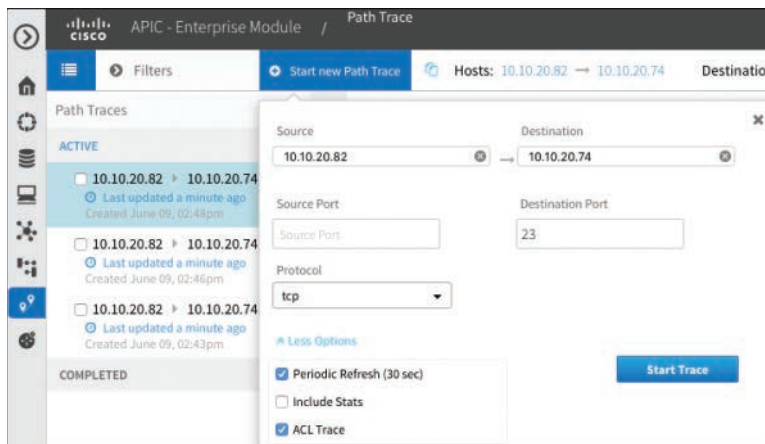 CISCO APIC - Enterprise Module / Path Trace
Filters
Start new Path Trace
Hosts: 10.10.20.82 → 10.10.20.74
Destinatio
Path Traces
ACTIVE
10.10.20.82 ▸ 10.10.20.74
Last updated a minute ago
Created June 09, 02:48pm
10.10.20.82 ▸ 10.10.20.74
Last updated a minute ago
Created June 09, 02:46pm
10.10.20.82 ▸ 10.10.20.74
Last updated a minute ago
Created June 09, 02:43pm
COMPLETED
Source
Destination
10.10.20.82 → 10.10.20.74
Source Port
Destination Port
Source Port
23
Protocol
tcp
Less Options
Periodic Refresh (30 sec)
Include Stats
ACL Trace
Start Trace